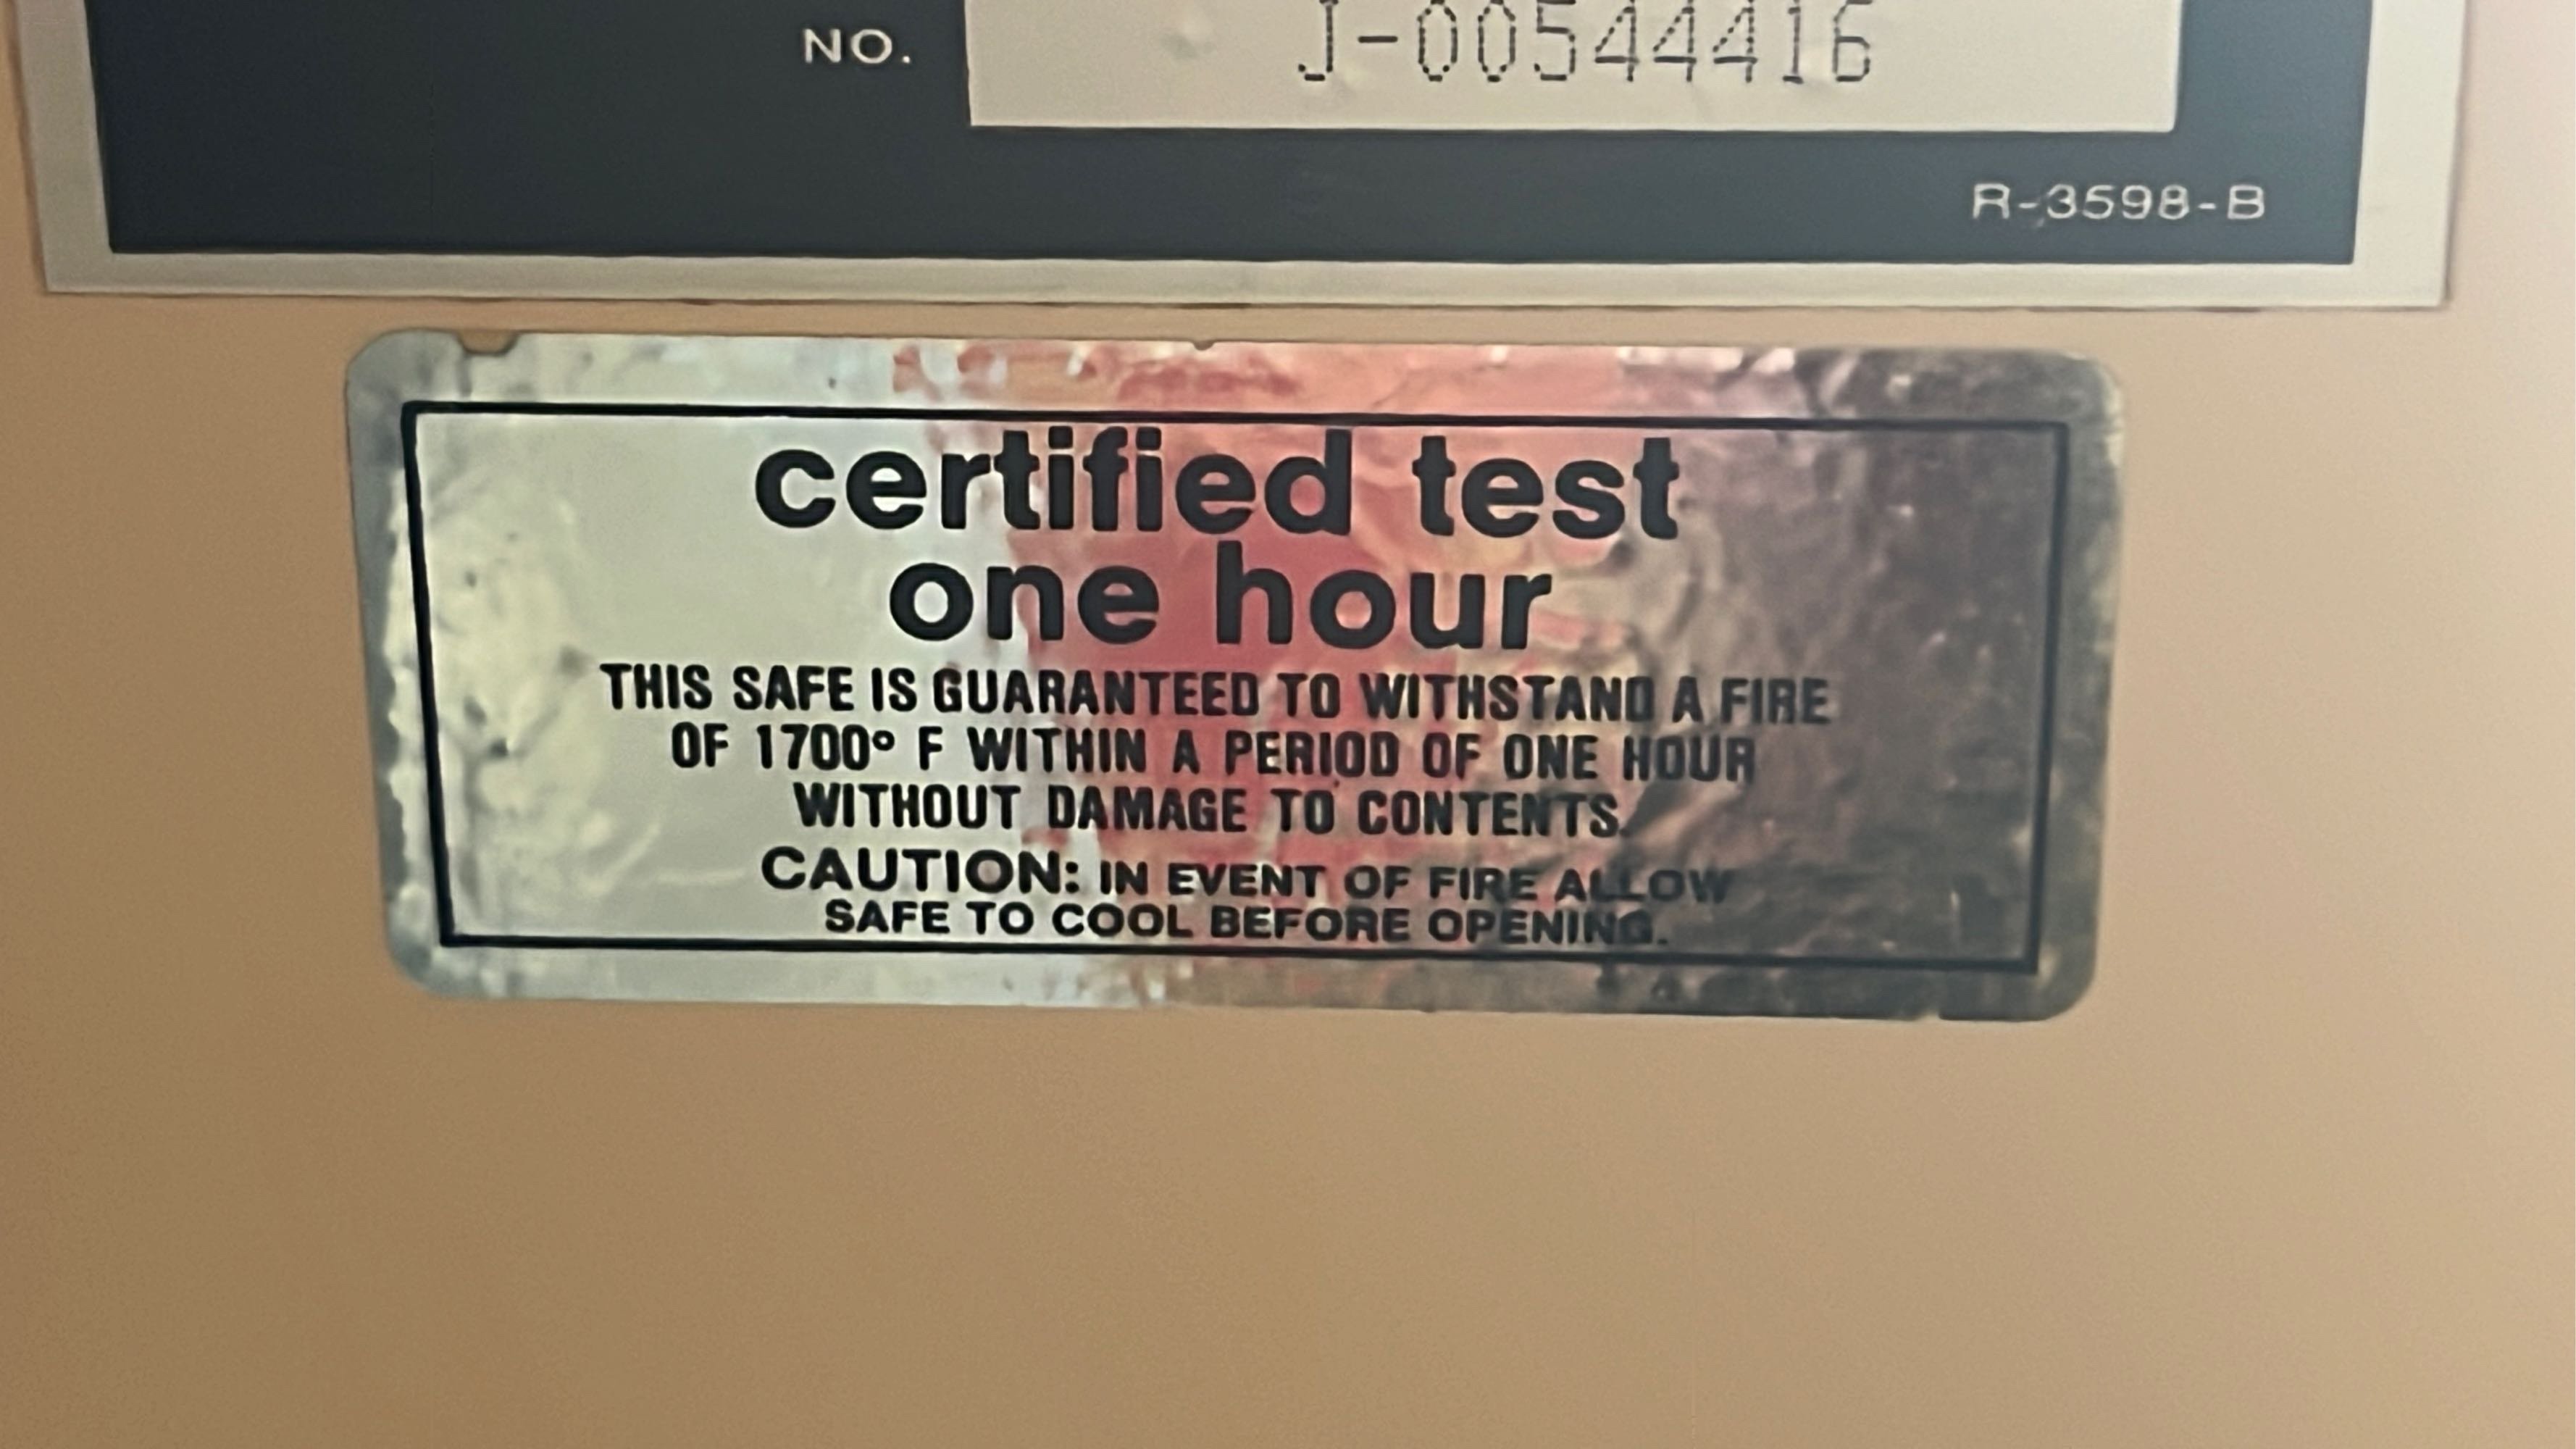 NO. J-00544416
R-3598-B
certified test
one hour
THIS SAFE IS GUARANTEED TO WITHSTAND A FIRE
OF 1700° F WITHIN A PERIOD OF ONE HOUR
WITHOUT DAMAGE TO CONTENTS.
CAUTION: IN EVENT OF FIRE ALLOW
SAFE TO COOL BEFORE OPENING.